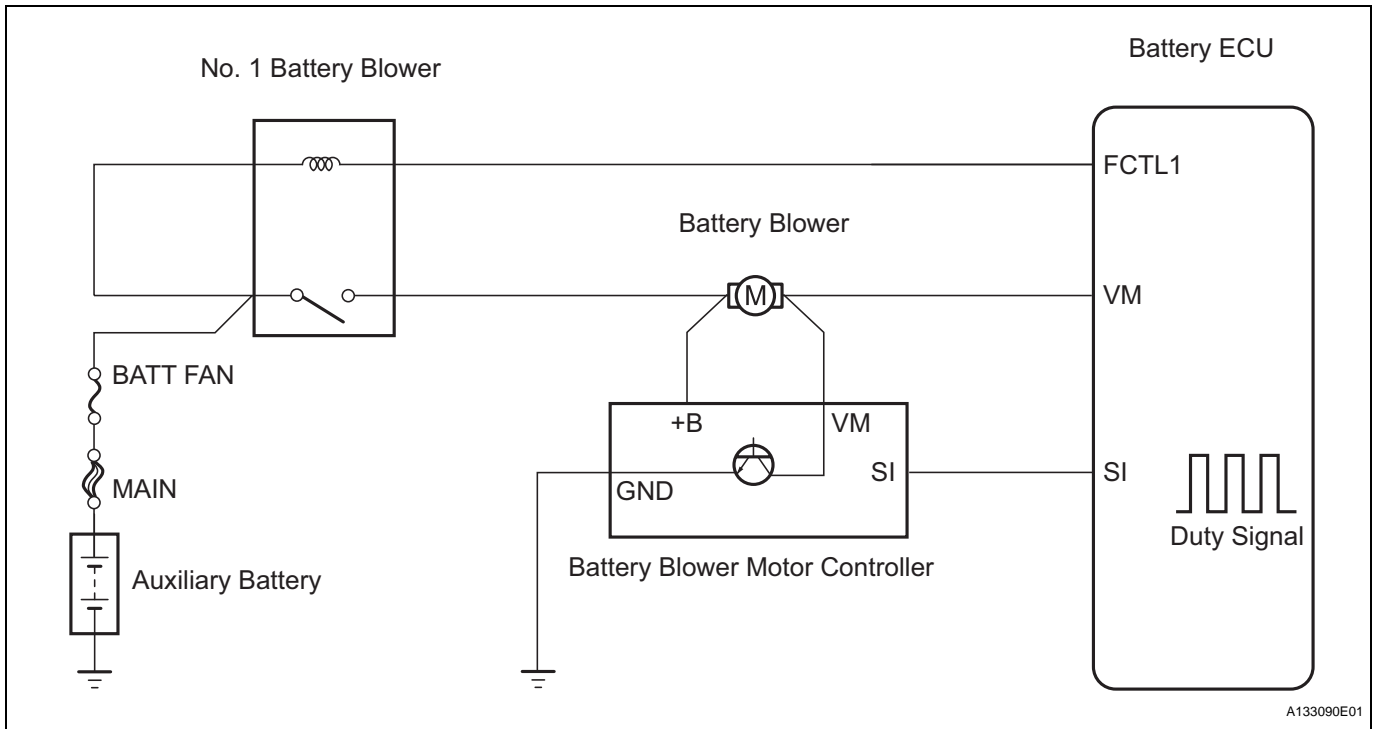 Battery ECU
No. 1 Battery Blower
FCTL1
Battery Blower
VM
BATT FAN
+B
VM
MAIN
GND
SI
SI
Duty Signal
Battery Blower Motor Controller
Auxiliary Battery
M
A133090E01